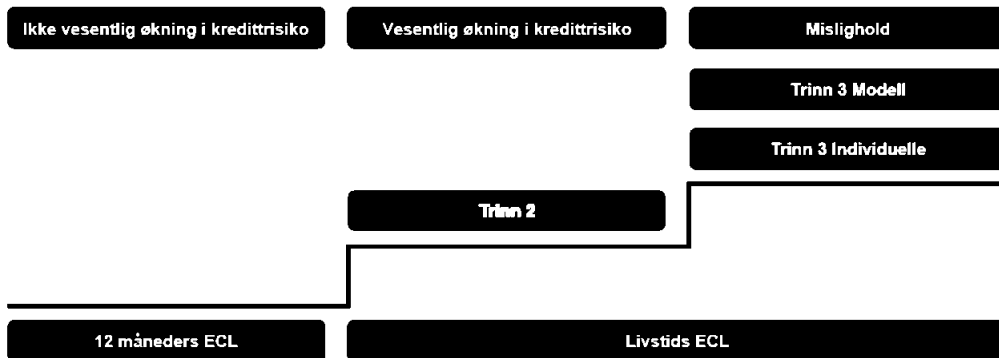 Ikke vesentlig økning i kredittrisiko
Vesentlig økning i kredittrisiko
Mislighold
Trinn 3 Modell
Trinn 3 Individuelle
Trinn 2
12 måneders ECL
Livstids ECL